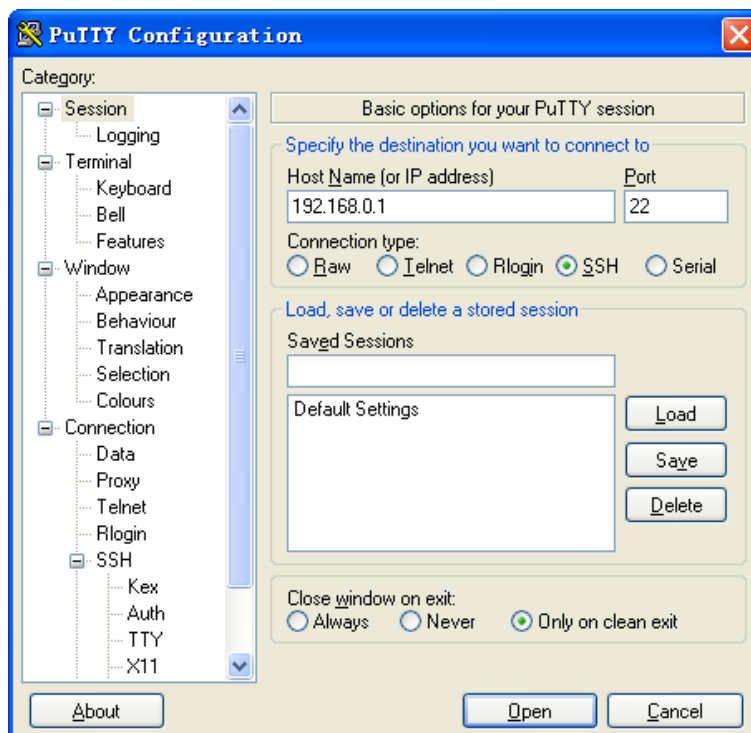 PuTTY Configuration
Category:
Session
Logging
Terminal
Keyboard
Bell
Features
Window
Appearance
Behaviour
Translation
Selection
Colours
Connection
Data
Proxy
Telnet
Rlogin
SSH
Kex
Auth
TTY
X11
Basic options for your PuTTY session
Specify the destination you want to connect to
Host Name (or IP address) Port
192.168.0.1 22
Connection type:
Raw Telnet Rlogin SSH Serial
Load, save or delete a stored session
Saved Sessions
Default Settings
Load
Save
Delete
Close window on exit:
Always Never Only on clean exit
About Open Cancel